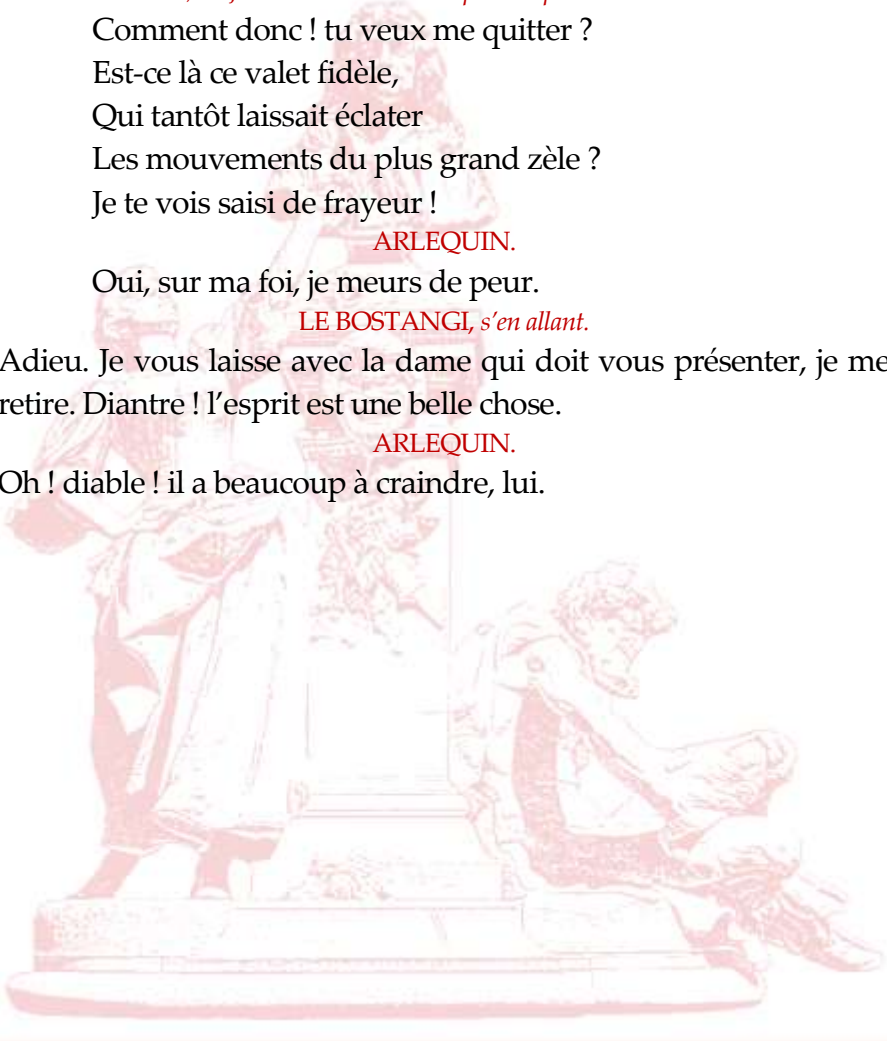 Comment donc ! tu veux me quitter ?
Est-ce là ce valet fidèle,
Qui tantôt laissait éclater
Les mouvements du plus grand zèle ?
Je te vois saisi de frayeur !
ARLEQUIN.
Oui, sur ma foi, je meurs de peur.
LE BOSTANGI, s'en allant.
Adieu. Je vous laisse avec la dame qui doit vous présenter, je me
retire. Diantre ! l'esprit est une belle chose.
ARLEQUIN.
Oh ! diable ! il a beaucoup à craindre, lui.